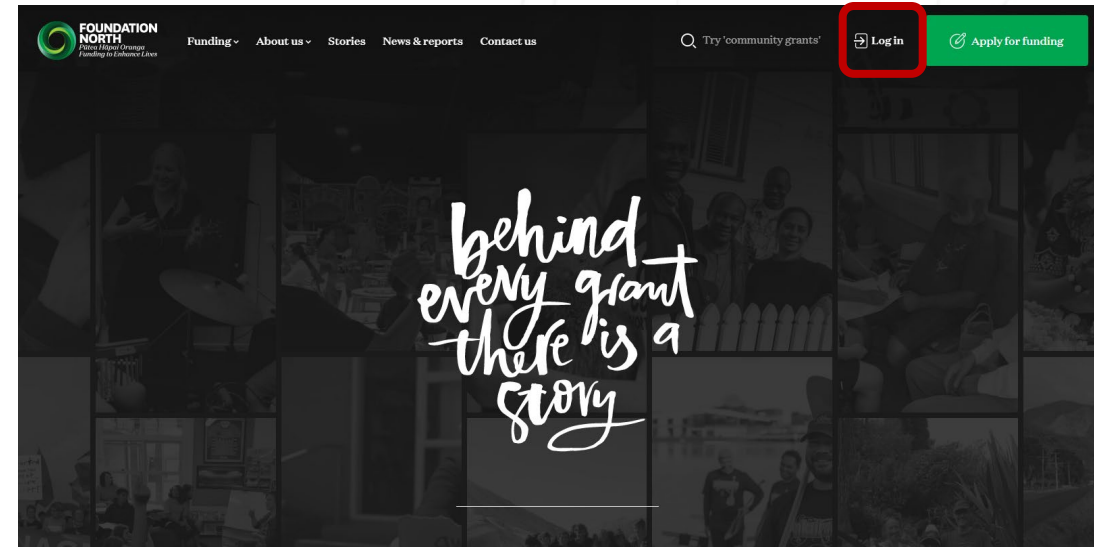 FOUNDATION
NORTH
Pūtea Hāpai Oranga
Funding to Enhance Lives
Funding
About us
Stories
News & reports
Contact us
Try 'community grants'
Log in
Apply for funding
behind
every grant
there is a
story